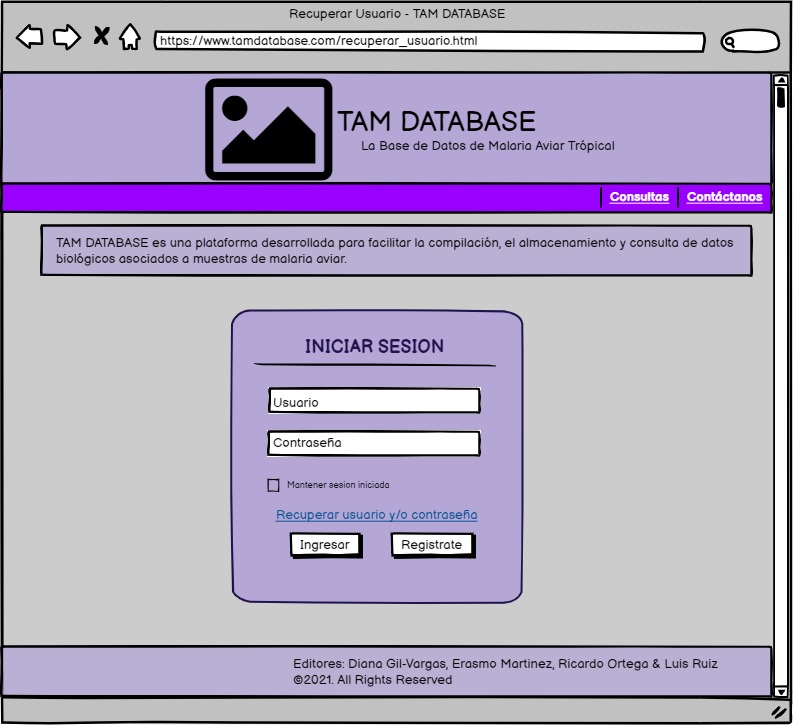 Recuperar Usuario - TAM DATABASE
https://www.tamdatabase.com/recuperar_usuario.html
TAM DATABASE
La Base de Datos de Malaria Aviar Trópical
Consultas
Contáctanos
TAM DATABASE es una plataforma desarrollada para facilitar la compilación, el almacenamiento y consulta de datos
biológicos asociados a muestras de malaria aviar.
INICIAR SESION
Usuario
Contraseña
Mantener sesion iniciada
Recuperar usuario y/o contraseña
Ingresar
Registrate
Editores: Diana Gil-Vargas, Erasmo Martinez, Ricardo Ortega & Luis Ruiz
©2021. All Rights Reserved